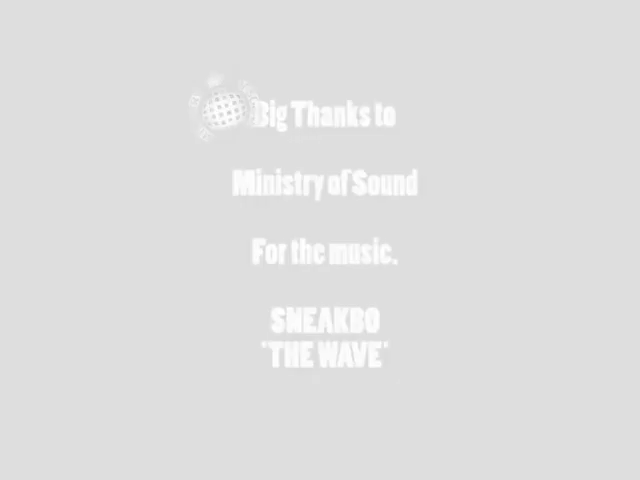 Big Thanks to
Ministry of Sound
For the music.
SNEAKBO
'THE WAVE'